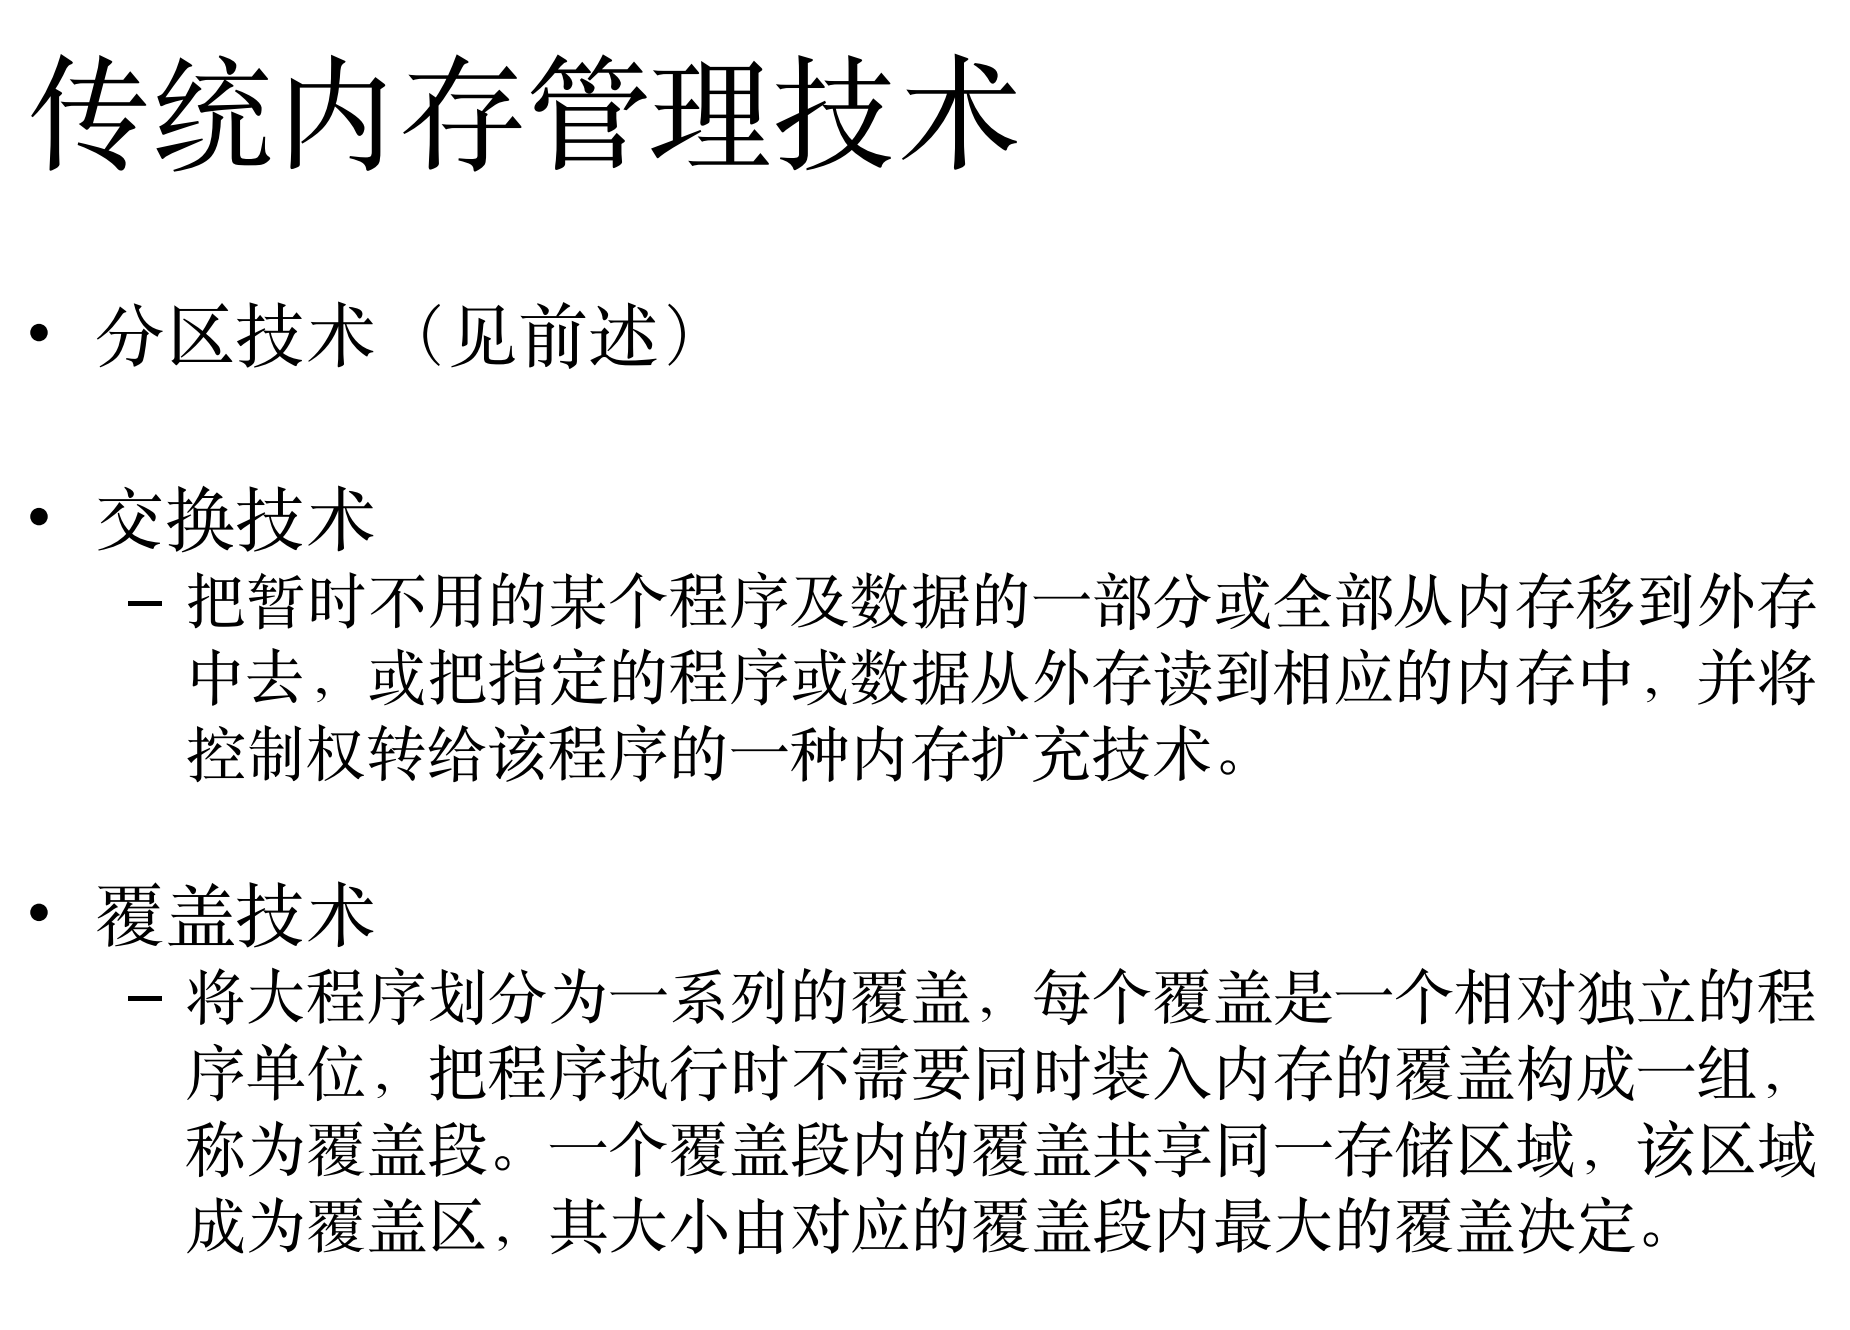 传统内存管理技术
• 分区技术（见前述）
• 交换技术
– 把暂时不用的某个程序及数据的一部分或全部从内存移到外存
中去，或把指定的程序或数据从外存读到相应的内存中，并将
控制权转给该程序的一种内存扩充技术。
• 覆盖技术
– 将大程序划分为一系列的覆盖，每个覆盖是一个相对独立的程
序单位，把程序执行时不需要同时装入内存的覆盖构成一组，
称为覆盖段。一个覆盖段内的覆盖共享同一存储区域，该区域
成为覆盖区，其大小由对应的覆盖段内最大的覆盖决定。